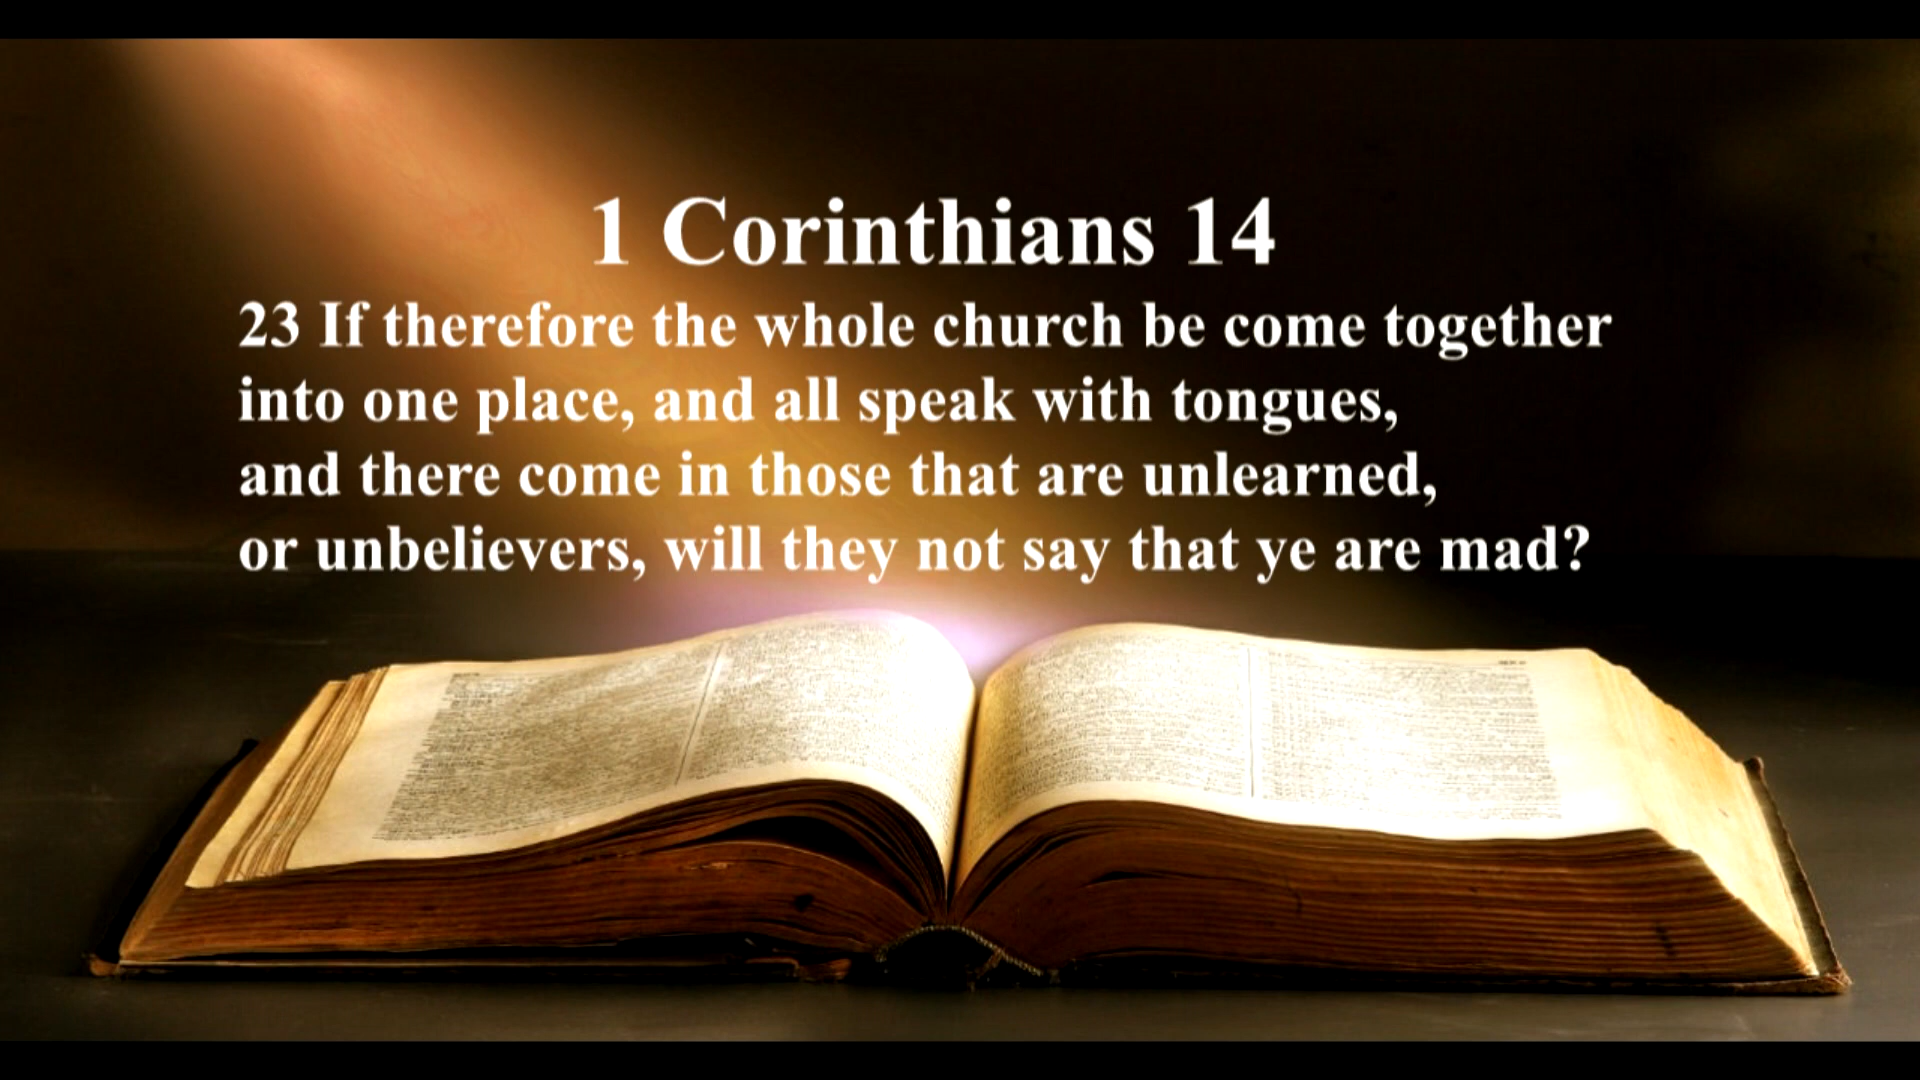 1 Corinthians 14
23 If therefore the whole church be come together
into one place, and all speak with tongues,
and there come in those that are unlearned,
or unbelievers, will they not say that ye are mad?